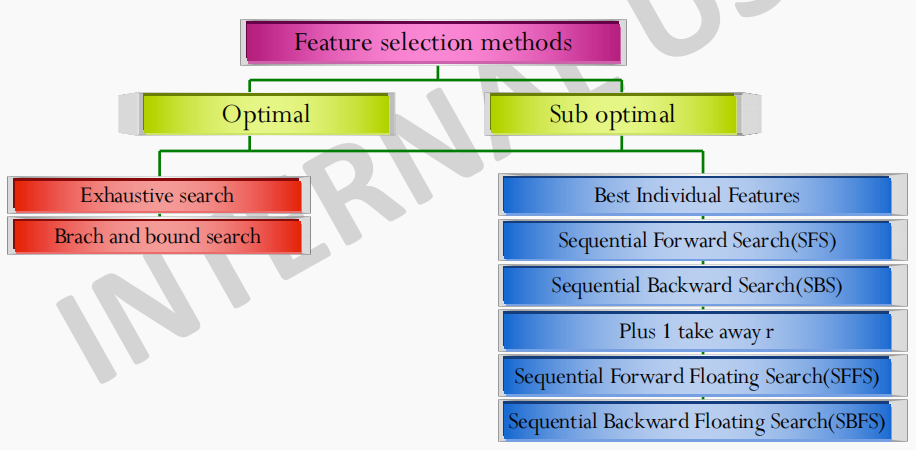 Feature selection methods
Optimal
Sub optimal
Exhaustive search
Brach and bound search
Best Individual Features
Sequential Forward Search(SFS)
Sequential Backward Search(SBS)
Plus 1 take away r
Sequential Forward Floating Search(SFFS)
Sequential Backward Floating Search(SBFS)
INTERNAL US